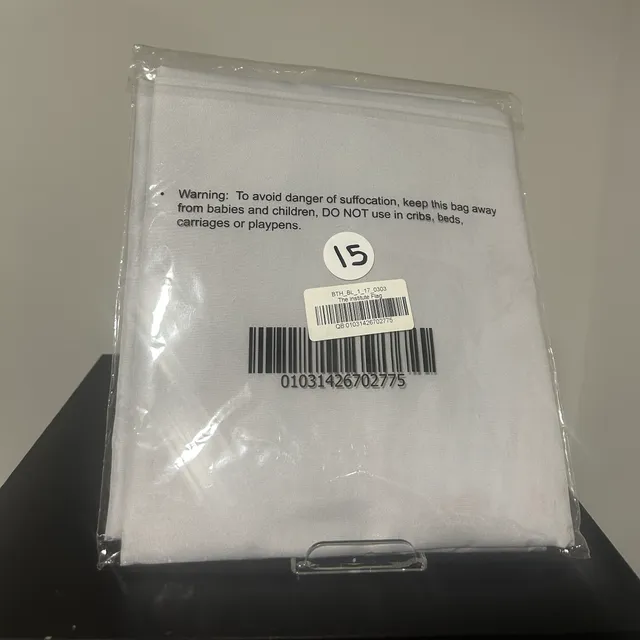 • Warning: To avoid danger of suffocation, keep this bag away
from babies and children, DO NOT use in cribs, beds,
carriages or playpens.
15
BTH_BL_1_17_0303
The institute Flag
QB:01031426702775
01031426702775